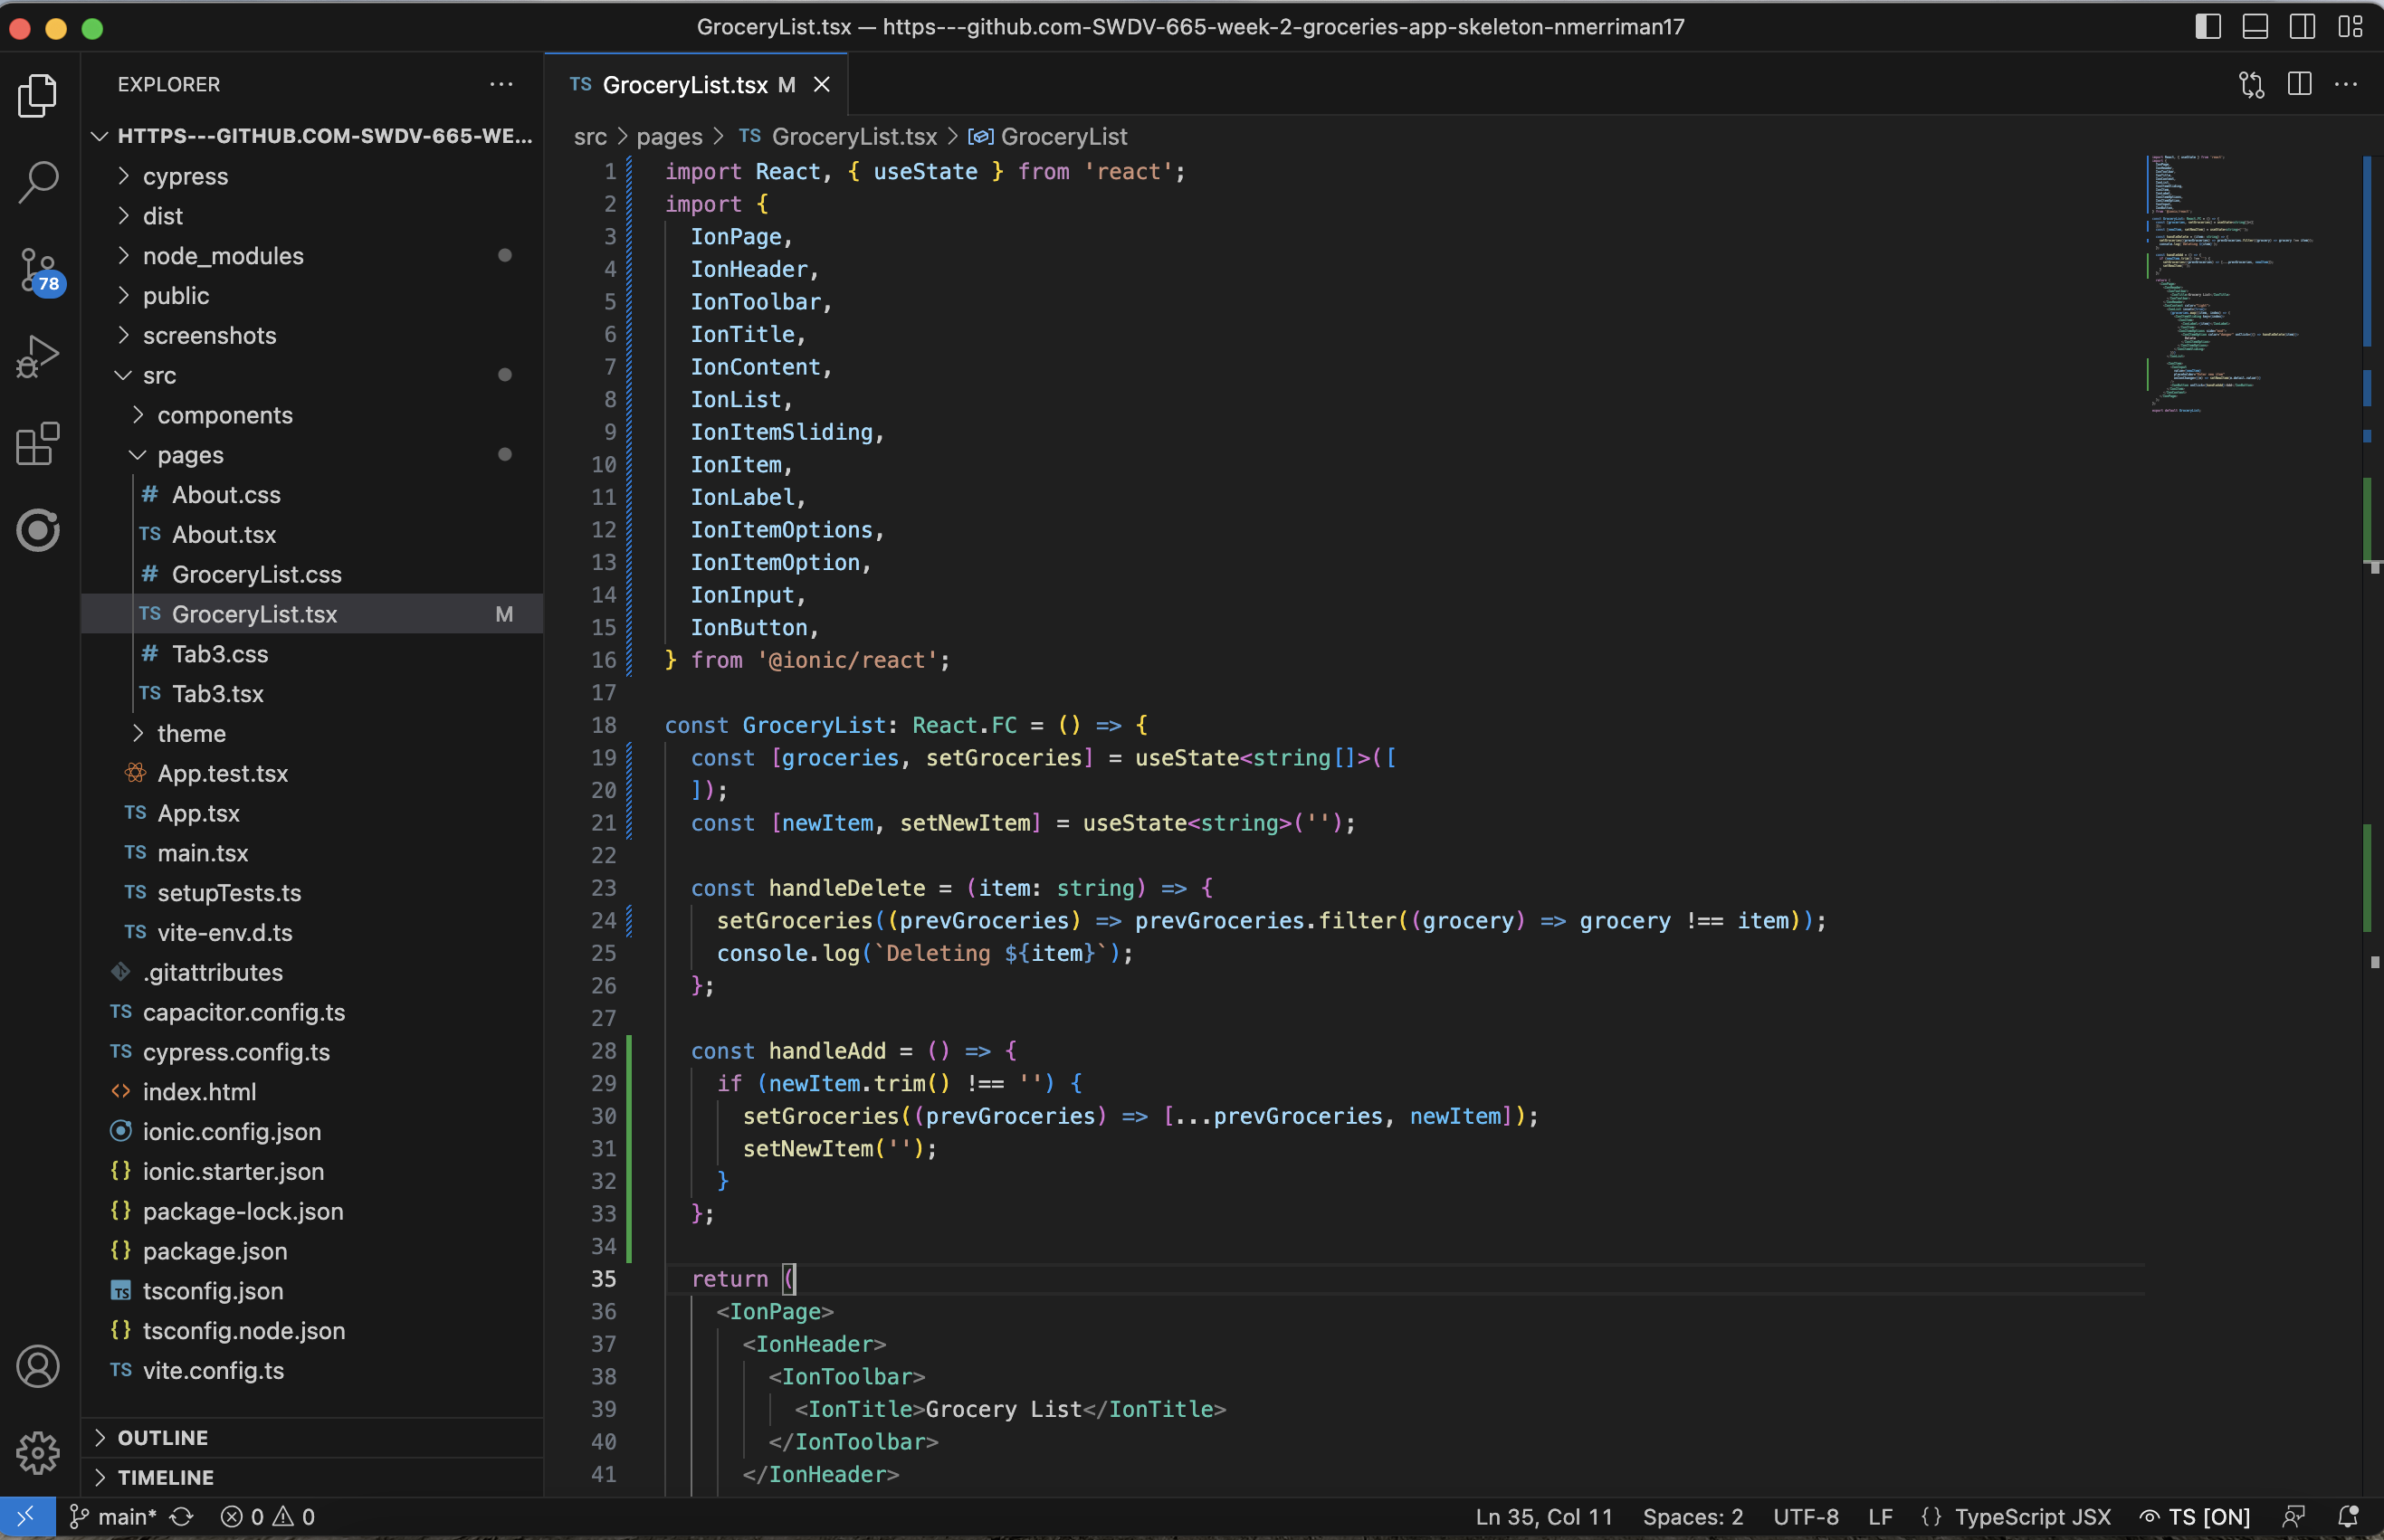 GroceryList.tsx — https---github-com-SWDV-665-week-2-groceries-app-skeleton-nmerriman17
EXPLORER
HTTPS---GITHUB.COM-SWDV-665-WE...
cypress
dist
node_modules
public
screenshots
src
components
pages
# About.css
TS About.tsx
# GroceryList.css
TS GroceryList.tsx M
# Tab3.css
TS Tab3.tsx
theme
App.test.tsx
TS App.tsx
TS main.tsx
TS setupTests.ts
TS vite-env.d.ts
.gitattributes
TS capacitor.config.ts
TS cypress.config.ts
<> index.html
ionic.config.json
{} ionic.starter.json
{} package-lock.json
{} package.json
TS tsconfig.json
{} tsconfig.node.json
TS vite.config.ts
OUTLINE
TIMELINE
78
TS GroceryList.tsx M
src > pages > TS GroceryList.tsx > GroceryList
1 import React, { useState } from 'react';
2 import {
3 IonPage,
4 IonHeader,
5 IonToolbar,
6 IonTitle,
7 IonContent,
8 IonList,
9 IonItemSliding,
10 IonItem,
11 IonLabel,
12 IonItemOptions,
13 IonItemOption,
14 IonInput,
15 IonButton,
16 } from '@ionic/react';
17
18 const GroceryList: React.FC = () => {
19 const [groceries, setGroceries] = useState<string[]>([
20 ]);
21 const [newItem, setNewItem] = useState<string>('');
22
23 const handleDelete = (item: string) => {
24 setGroceries((prevGroceries) => prevGroceries.filter((grocery) => grocery !== item));
25 console.log(`Deleting ${item}`);
26 };
27
28 const handleAdd = () => {
29 if (newItem.trim() !== '') {
30 setGroceries((prevGroceries) => [...prevGroceries, newItem]);
31 setNewItem('');
32 }
33 };
34
35 return (
36 <IonPage>
37 <IonHeader>
38 <IonToolbar>
39 <IonTitle>Grocery List</IonTitle>
40 </IonToolbar>
41 </IonHeader>
main* 0 0
Ln 35, Col 11 Spaces: 2 UTF-8 LF {} TypeScript JSX TS [ON]